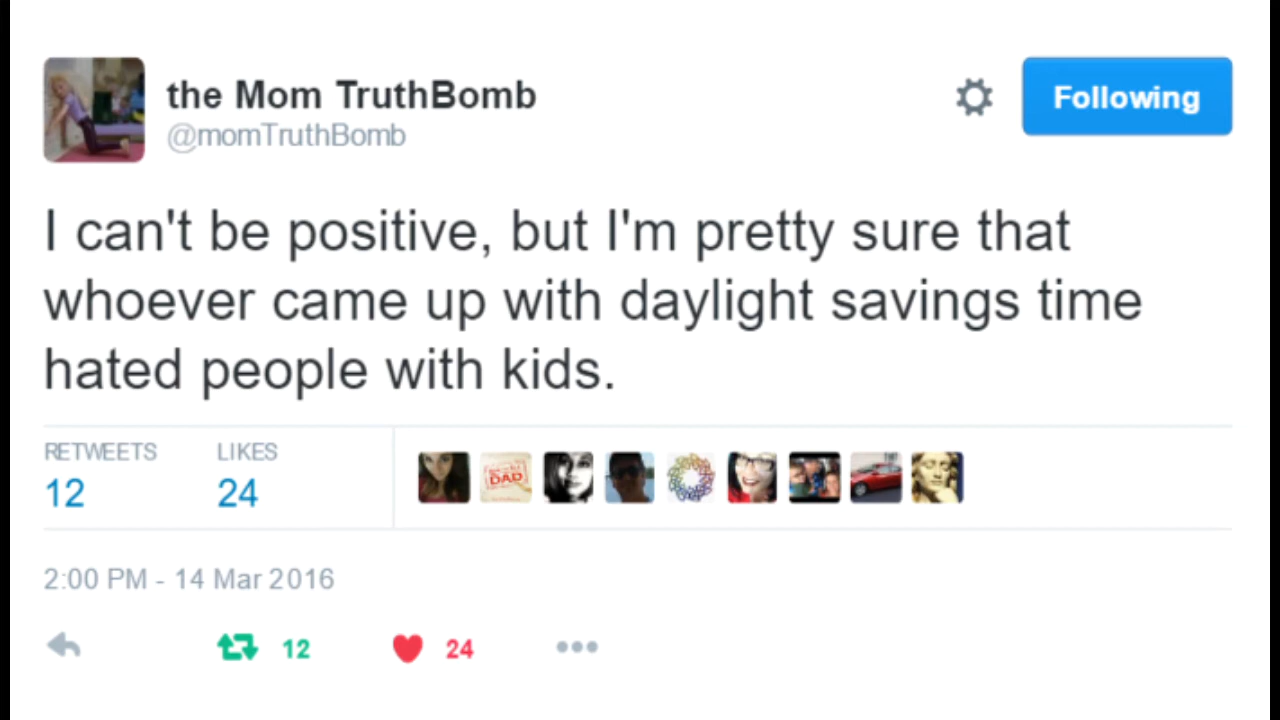 the Mom TruthBomb
@momTruthBomb
Following
I can't be positive, but I'm pretty sure that
whoever came up with daylight savings time
hated people with kids.
RETWEETS LIKES
12 24
DAD
2:00 PM - 14 Mar 2016
12 24